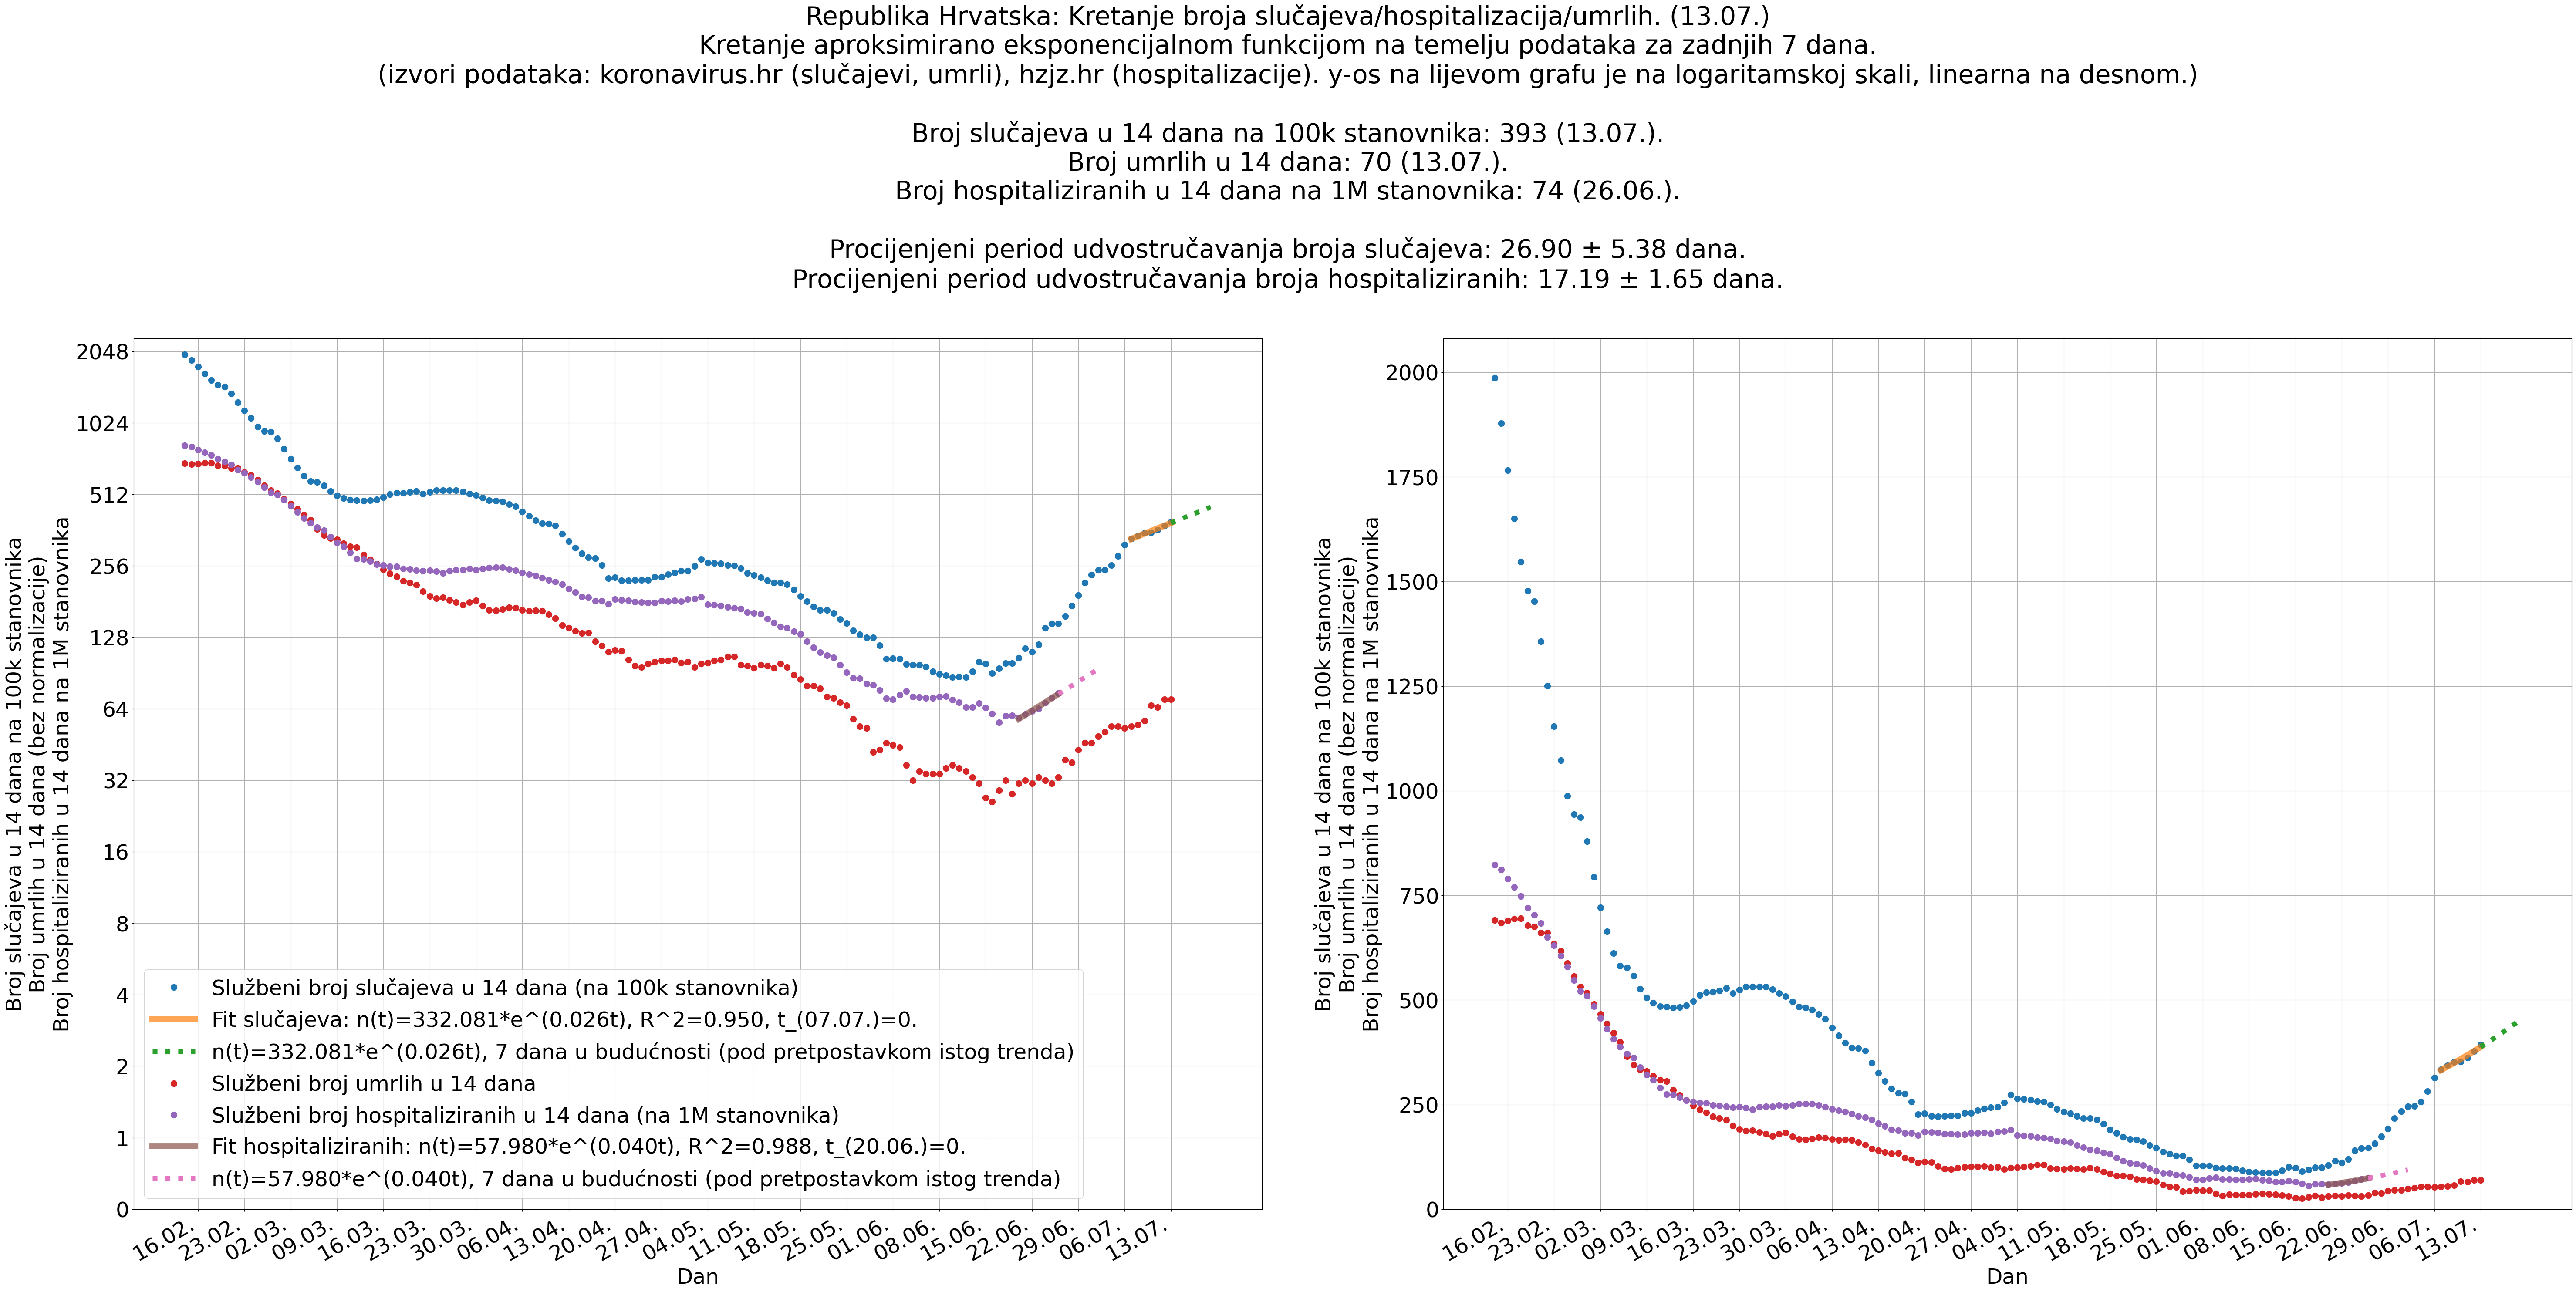 Republika Hrvatska: Kretanje broja slučajeva/hospitalizacija/umrlih. (13.07.)
Kretanje aproksimirano eksponencijalnom funkcijom na temelju podataka za zadnjih 7 dana.
(izvori podataka: koronavirus.hr (slučajevi, umrli), hzjz.hr (hospitalizacije). y-os na lijevom grafu je na logaritamskoj skali, linearna na desnom.)
Broj slučajeva u 14 dana na 100k stanovnika: 393 (13.07.).
Broj umrlih u 14 dana: 70 (13.07.).
Broj hospitaliziranih u 14 dana na 1M stanovnika: 74 (26.06.).
Procijenjeni period udvostručavanja broja slučajeva: 26.90 ± 5.38 dana.
Procijenjeni period udvostručavanja broja hospitaliziranih: 17.19 ± 1.65 dana.
Broj slučajeva u 14 dana na 100k stanovnika
Broj umrlih u 14 dana (bez normalizacije)
Broj hospitaliziranih u 14 dana na 1M stanovnika
2048
1024
512
256
128
64
32
16
8
4
2
1
0
Službeni broj slučajeva u 14 dana (na 100k stanovnika)
Fit slučajeva: n(t)=332.081*e^(0.026t), R^2=0.950, t_(07.07.)=0.
n(t)=332.081*e^(0.026t), 7 dana u budućnosti (pod pretpostavkom istog trenda)
Službeni broj umrlih u 14 dana
Službeni broj hospitaliziranih u 14 dana (na 1M stanovnika)
Fit hospitaliziranih: n(t)=57.980*e^(0.040t), R^2=0.988, t_(20.06.)=0.
n(t)=57.980*e^(0.040t), 7 dana u budućnosti (pod pretpostavkom istog trenda)
16.02. 23.02. 02.03. 09.03. 16.03. 23.03. 30.03. 06.04. 13.04. 20.04. 27.04. 04.05. 11.05. 18.05. 25.05. 01.06. 08.06. 15.06. 22.06. 29.06. 06.07. 13.07.
Dan
Broj slučajeva u 14 dana na 100k stanovnika
Broj umrlih u 14 dana (bez normalizacije)
Broj hospitaliziranih u 14 dana na 1M stanovnika
2000
1750
1500
1250
1000
750
500
250
0
16.02. 23.02. 02.03. 09.03. 16.03. 23.03. 30.03. 06.04. 13.04. 20.04. 27.04. 04.05. 11.05. 18.05. 25.05. 01.06. 08.06. 15.06. 22.06. 29.06. 06.07. 13.07.
Dan